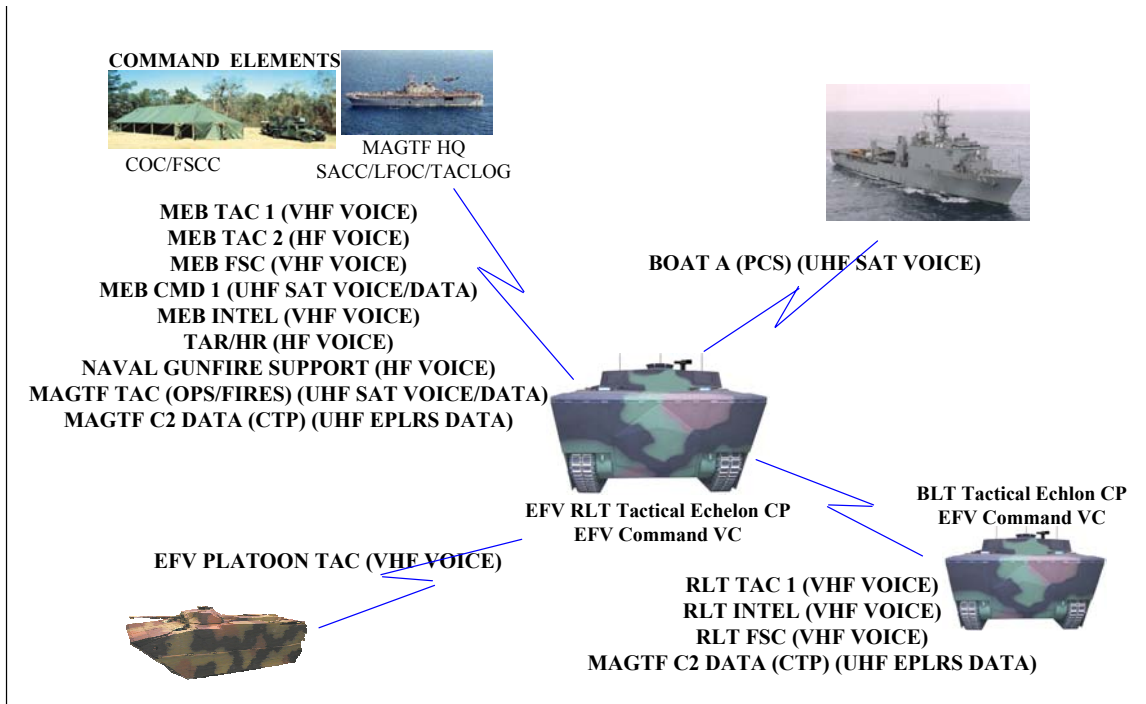 COMMAND ELEMENTS
COC/FSCC
MAGTF HQ
SACC/LFOC/TACLOG
MEB TAC 1 (VHF VOICE)
MEB TAC 2 (HF VOICE)
MEB FSC (VHF VOICE)
MEB CMD 1 (UHF SAT VOICE/DATA)
MEB INTEL (VHF VOICE)
TAR/HR (HF VOICE)
NAVAL GUNFIRE SUPPORT (HF VOICE)
MAGTF TAC (OPS/FIRES) (UHF SAT VOICE/DATA)
MAGTF C2 DATA (CTP) (UHF EPLRS DATA)
BOAT A (PCS) (UHF SAT VOICE)
EFV RLT Tactical Echelon CP
EFV Command VC
BLT Tactical Echlon CP
EFV Command VC
EFV PLATOON TAC (VHF VOICE)
RLT TAC 1 (VHF VOICE)
RLT INTEL (VHF VOICE)
RLT FSC (VHF VOICE)
MAGTF C2 DATA (CTP) (UHF EPLRS DATA)